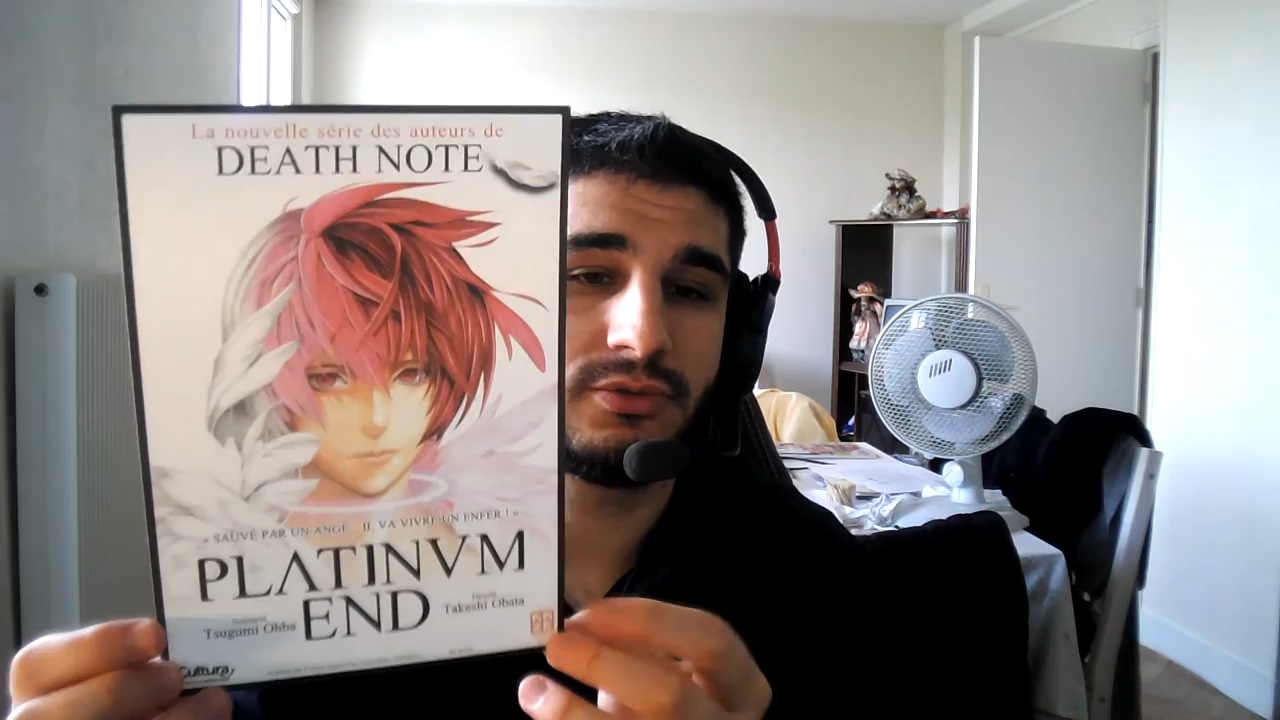 La nouvelle série des auteurs de
DEATH NOTE
« SAUVÉ PAR UN ANGE... IL VA VIVRE UN ENFER ! »
PLATINVM
END
Tsugumi Ohba
Takeshi Obata
Cultura